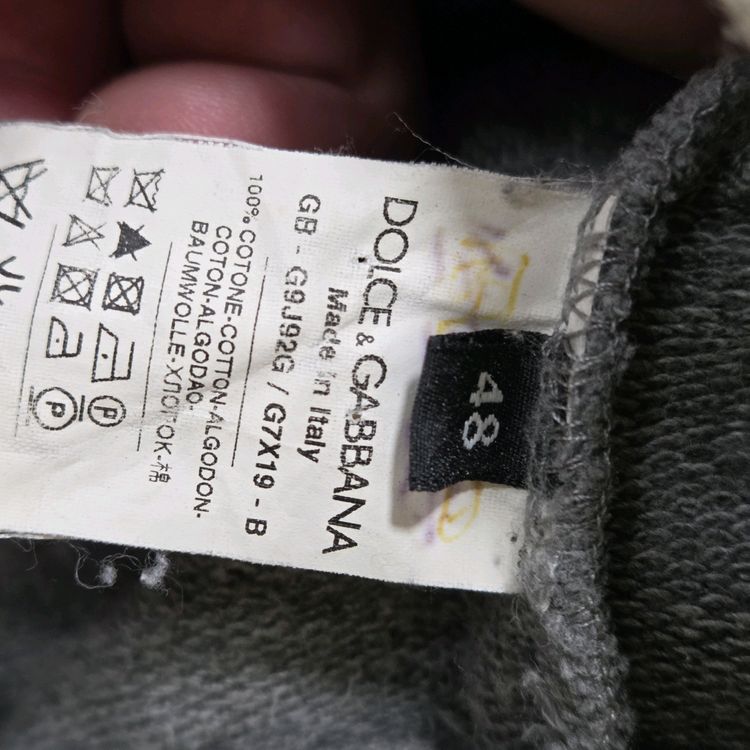 48
DOLCE & GABBANA
Made in Italy
GB - G9J92G / G7X19 - B
100% COTONE-COTTON-ALGODON-
COTON-ALGODAO-
BAUMWOLLE-ХЛОПОК-棉
P P